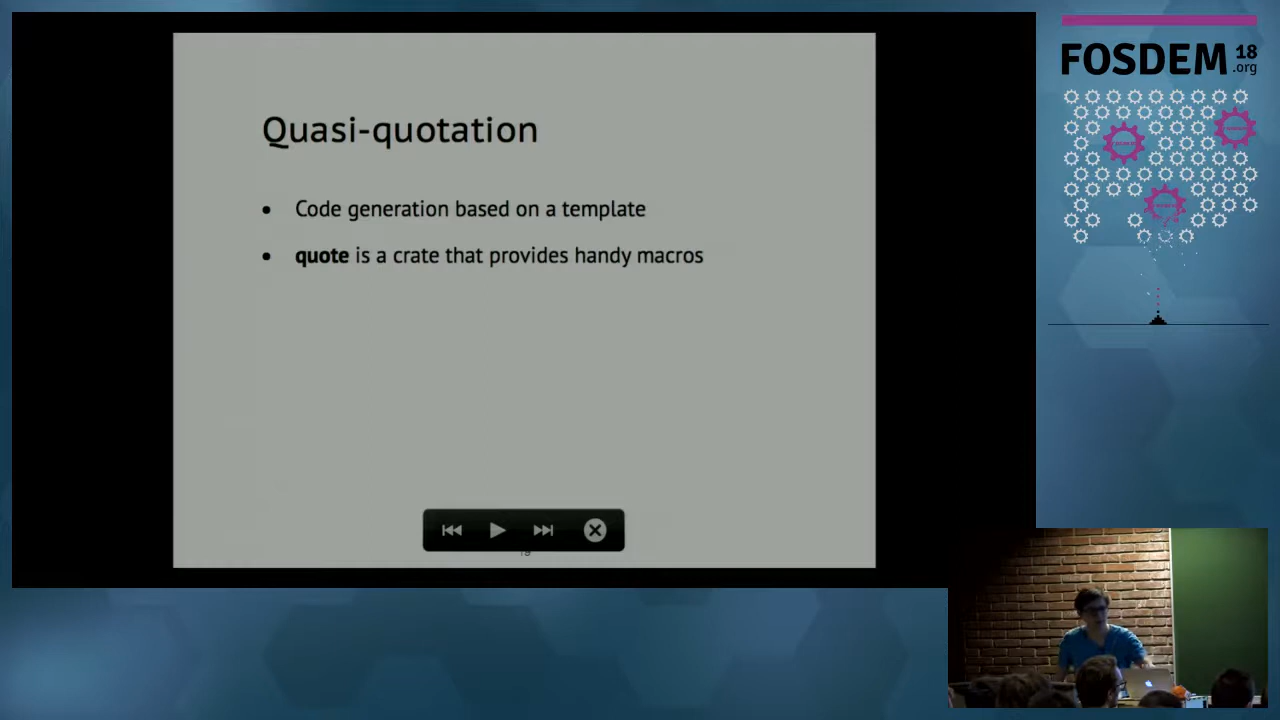 Quasi-quotation
• Code generation based on a template
• quote is a crate that provides handy macros
FOSDEM 18
.org